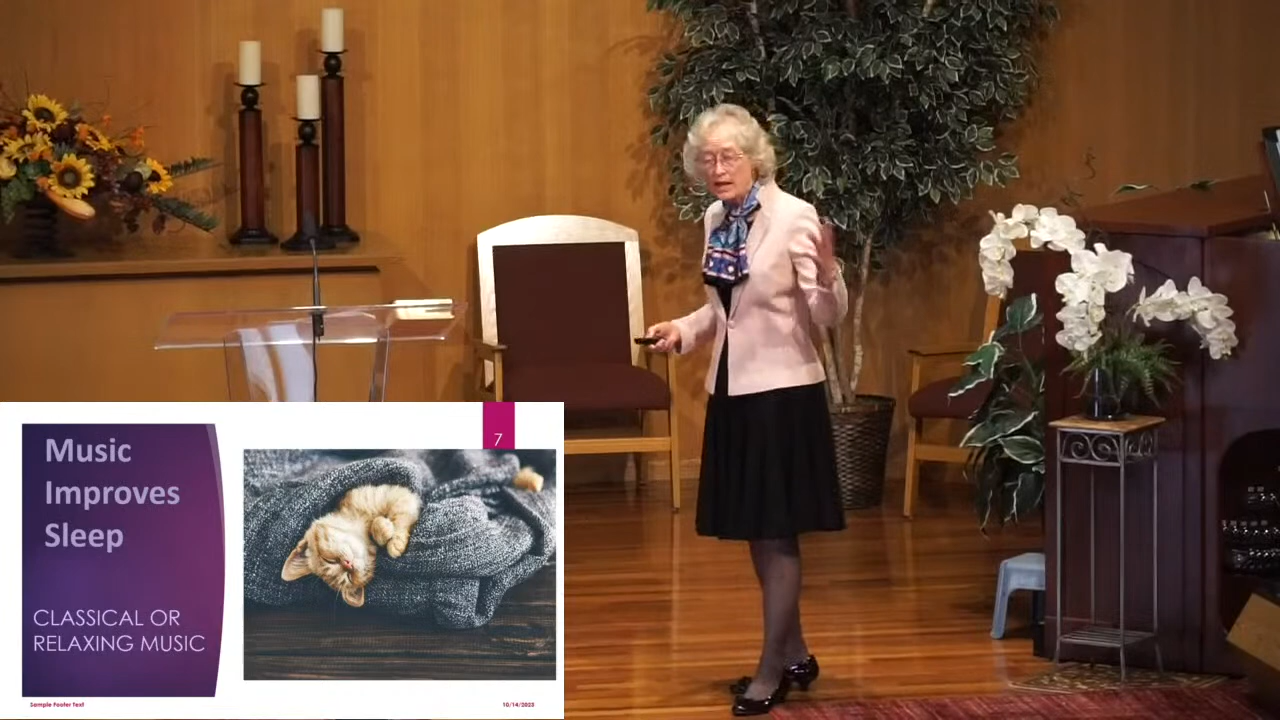 7
Music
Improves
Sleep
CLASSICAL OR
RELAXING MUSIC
Sample Footer Text
10/14/2023